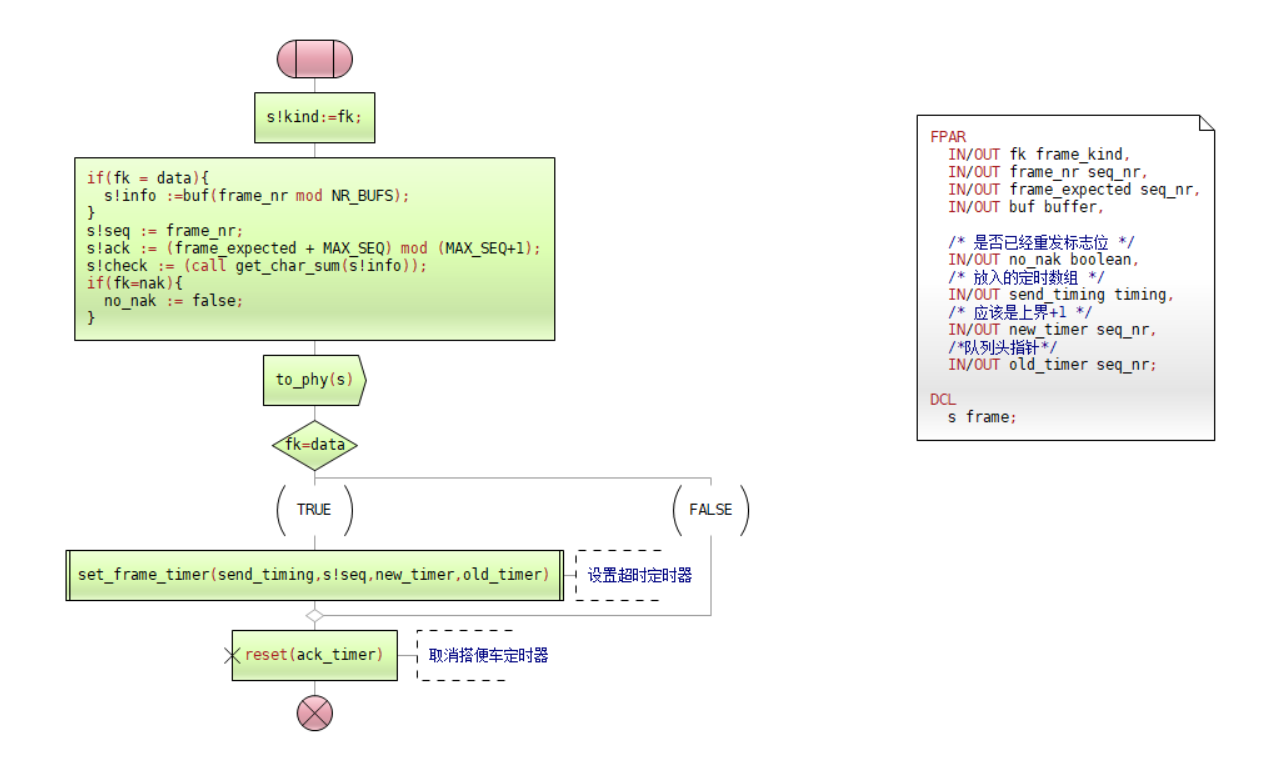 s!kind:=fk;
if(fk = data){
  s!info :=buf(frame_nr mod NR_BUFS);
}
s!seq := frame_nr;
s!ack := (frame_expected + MAX_SEQ) mod (MAX_SEQ+1);
s!check := (call get_char_sum(s!info));
if(fk=nak){
  no_nak := false;
}
to_phy(s)
fk=data
TRUE
FALSE
set_frame_timer(send_timing,s!seq,new_timer,old_timer)
设置超时定时器
reset(ack_timer)
取消搭便车定时器
FPAR
  IN/OUT fk frame_kind,
  IN/OUT frame_nr seq_nr,
  IN/OUT frame_expected seq_nr,
  IN/OUT buf buffer,
  /* 是否已经重发标志位 */
  IN/OUT no_nak boolean,
  /* 放入的定时数组 */
  IN/OUT send_timing timing,
  /* 应该是上界+1 */
  IN/OUT new_timer seq_nr,
  /*队列头指针*/
  IN/OUT old_timer seq_nr;
DCL
  s frame;